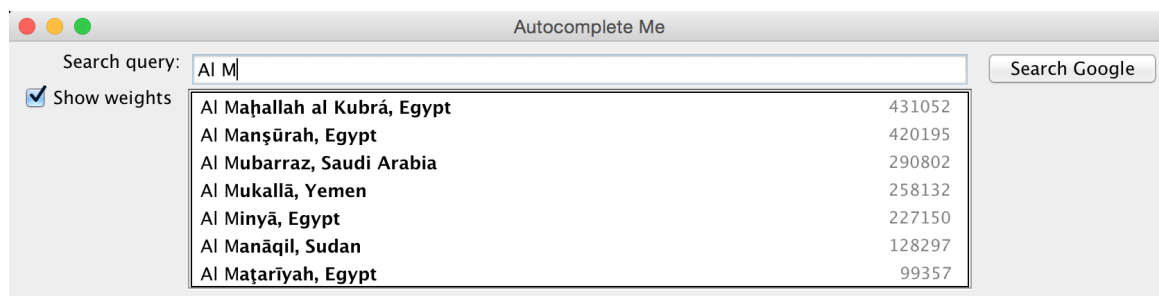 Autocomplete Me
Search query: Al M Search Google
Show weights
Al Maḩallah al Kubrá, Egypt 431052
Al Manşūrah, Egypt 420195
Al Mubarraz, Saudi Arabia 290802
Al Mukallā, Yemen 258132
Al Minyā, Egypt 227150
Al Manāqil, Sudan 128297
Al Maţarīyah, Egypt 99357